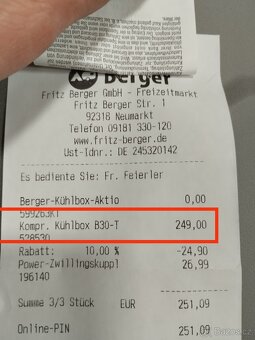 Berger
Fritz Berger GmbH - Freizeitmarkt
Fritz Berger Str. 1
92318 Neumarkt
Telefon 09181 330-120
www.fritz-berger.de
Ust-Idnr.: DE 245320142
Es bediente Sie: Fr. Feierler
Berger-Kühlbox-Aktio 0,00
599263KT
Kompr. Kühlbox B30-T 249,00
528530
Rabatt: 10,00 % -24,90
Power-Zwillingskuppl 26,99
196140
Summe 3/3 Stück EUR 251,09
Online-PIN 251,09